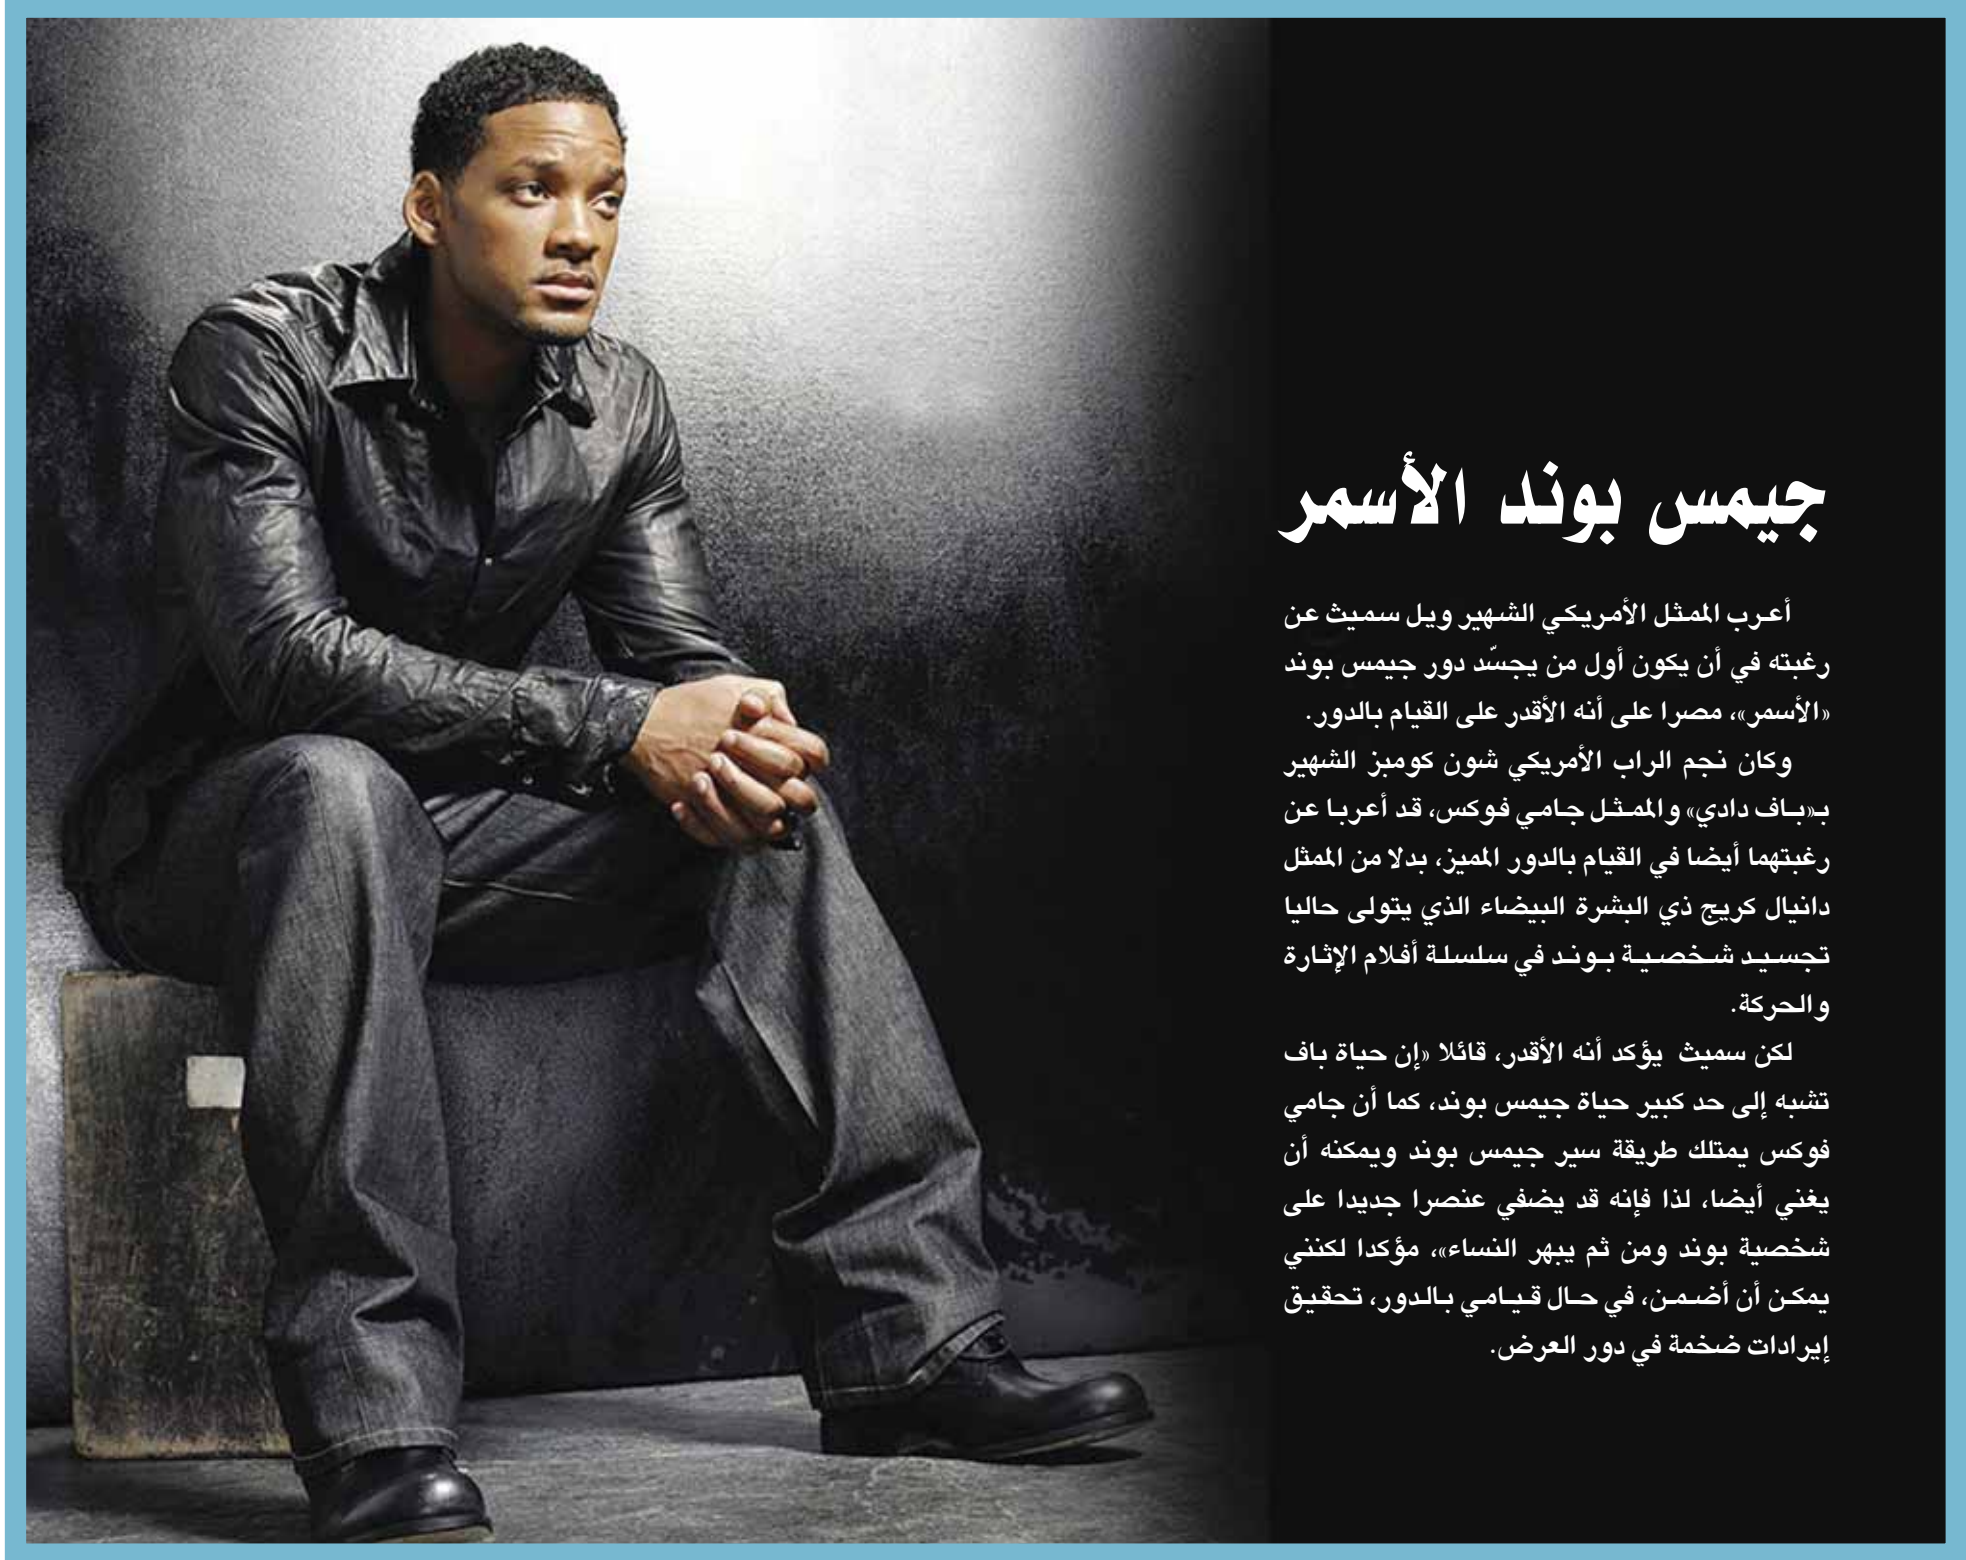 جيمس بوند الأسمر
أعرب الممثل الأمريكي الشهير ويل سميث عن
رغبته في أن يكون أول من يجسّد دور جيمس بوند
«الأسمر»، مصرا على أنه الأقدر على القيام بالدور.
وكان نجم الراب الأمريكي شون كومبز الشهير
بـ«باف دادي» والممثل جامي فوكس، قد أعربا عن
رغبتهما أيضا في القيام بالدور المميز، بدلا من الممثل
دانيال كريج ذي البشرة البيضاء الذي يتولى حاليا
تجسيد شخصية بوند في سلسلة أفلام الإثارة
والحركة.
لكن سميث يؤكد أنه الأقدر، قائلا «إن حياة باف
تشبه إلى حد كبير حياة جيمس بوند، كما أن جامي
فوكس يمتلك طريقة سير جيمس بوند ويمكنه أن
يغني أيضا، لذا فإنه قد يضفي عنصرا جديدا على
شخصية بوند ومن ثم يبهر النساء»، مؤكدا لكنني
يمكن أن أضمن، في حال قيامي بالدور، تحقيق
إيرادات ضخمة في دور العرض.